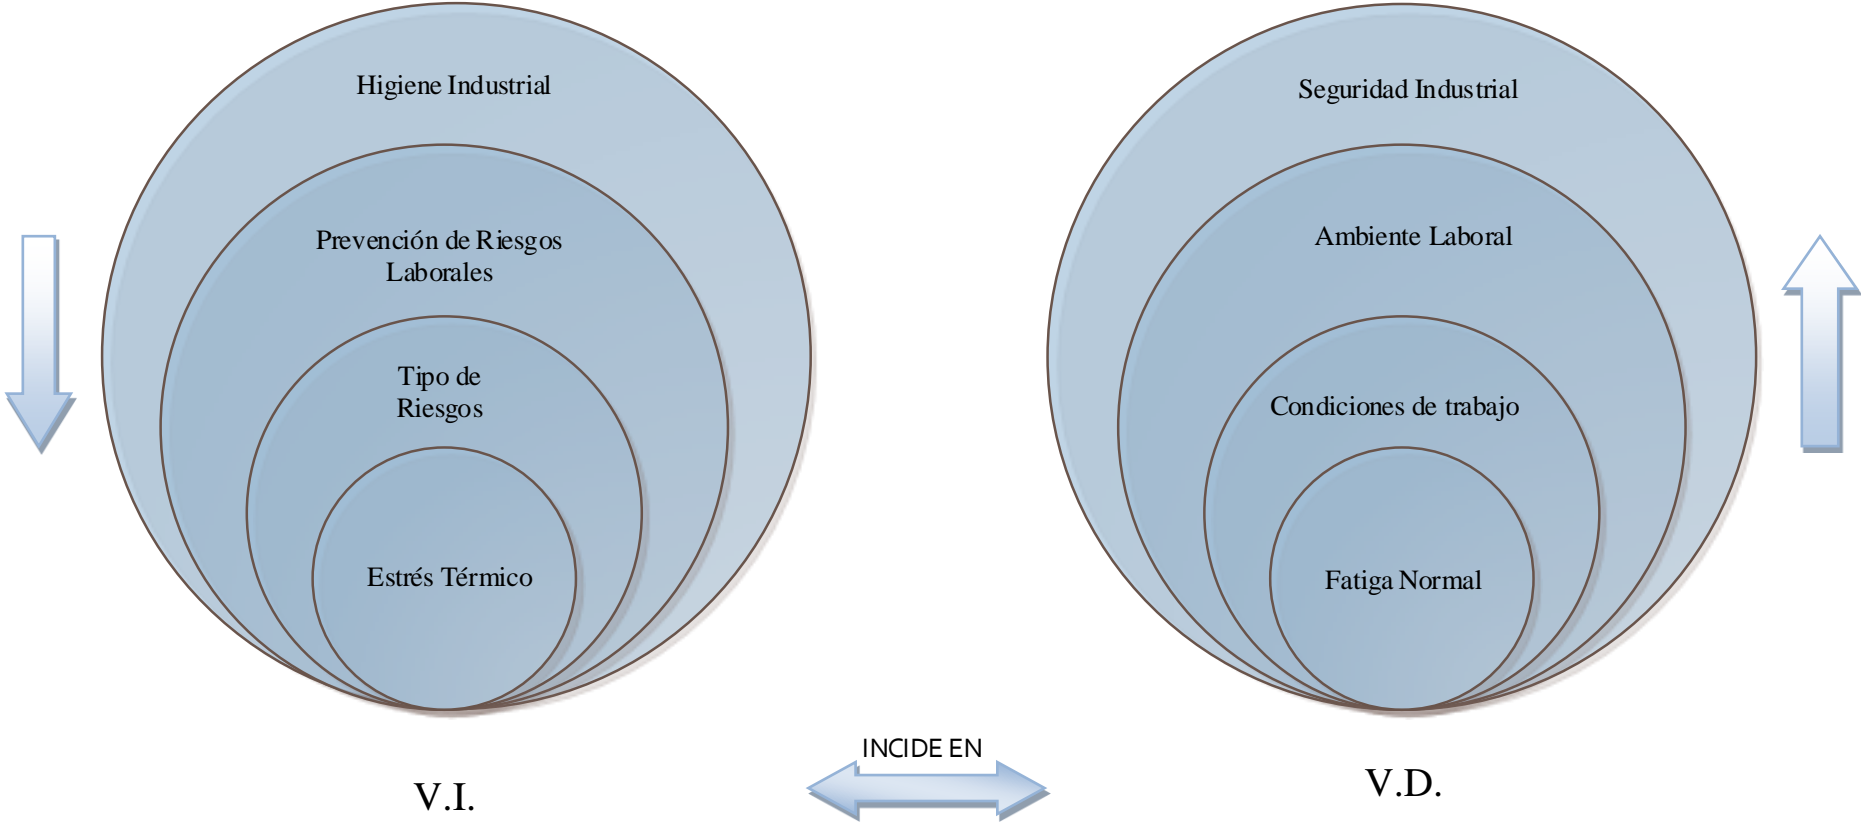 Higiene Industrial
Prevención de Riesgos
Laborales
Tipo de
Riesgos
Estrés Térmico
V.I.
INCIDE EN
Seguridad Industrial
Ambiente Laboral
Condiciones de trabajo
Fatiga Normal
V.D.